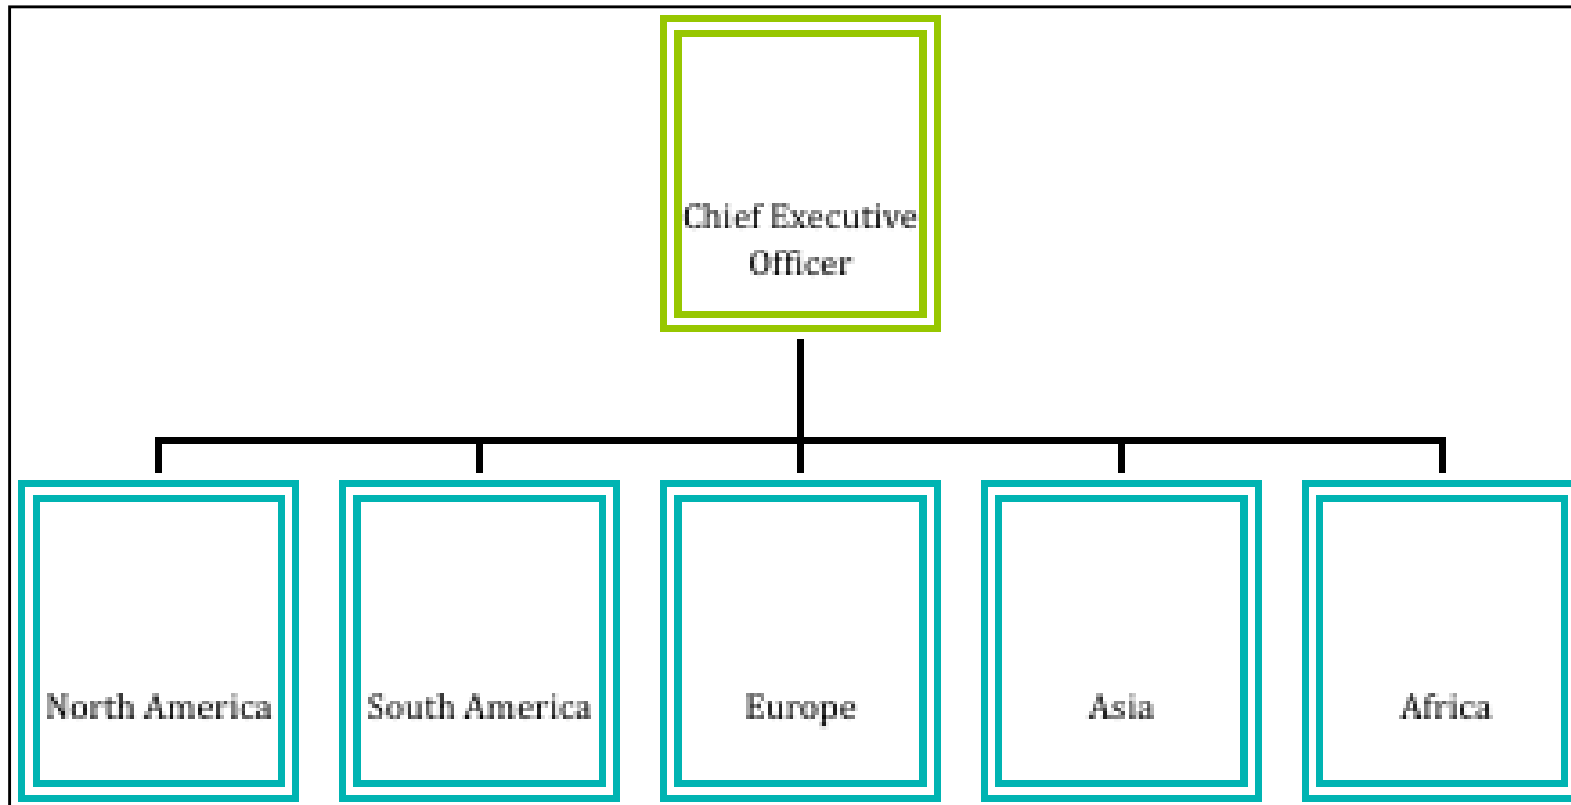 Chief Executive
Officer
North America
South America
Europe
Asia
Africa